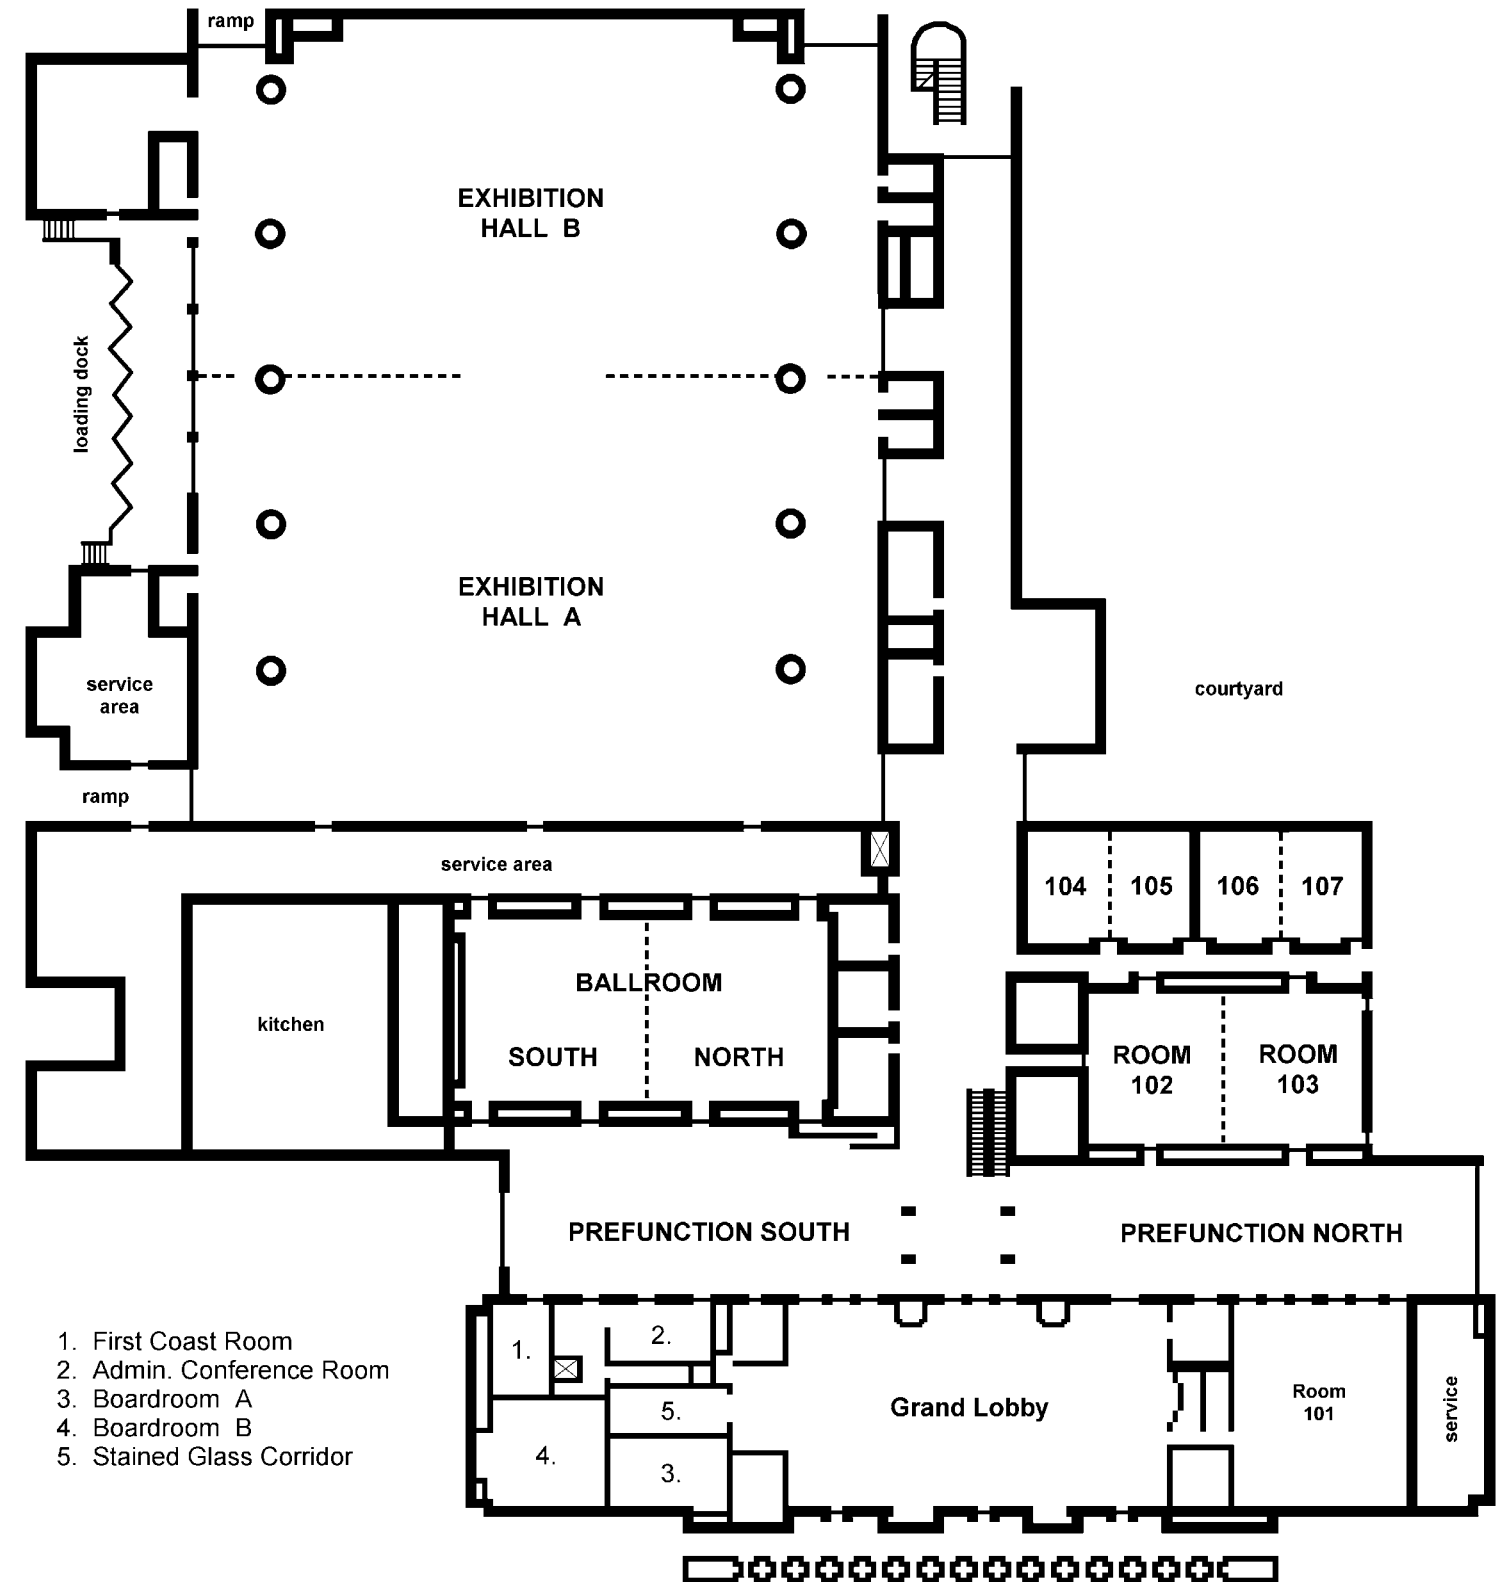 ramp
EXHIBITION
HALL B
loading dock
EXHIBITION
HALL A
service
area
courtyard
ramp
service area
104
105
106
107
BALLROOM
kitchen
SOUTH
NORTH
ROOM
102
ROOM
103
PREFUNCTION SOUTH
PREFUNCTION NORTH
1. First Coast Room
2. Admin. Conference Room
3. Boardroom A
4. Boardroom B
5. Stained Glass Corridor
1.
2.
5.
4.
3.
Grand Lobby
Room
101
service